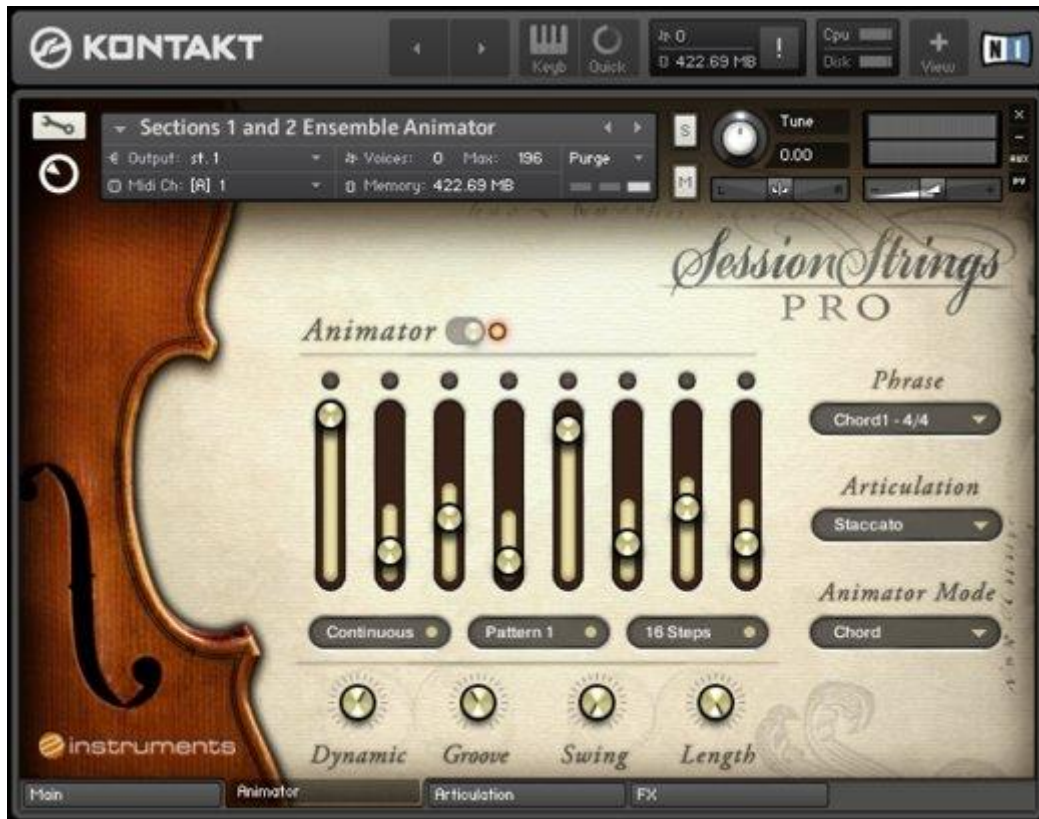 KONTAKT
Keyb
Quick
0
422.69 MB
!
Cpu
Disk
+
View
NI
Sections 1 and 2 Ensemble Animator
Output: st. 1
Voices: 0 Max: 196
Purge
Midi Ch: [A] 1
Memory: 422.69 MB
S
M
Tune
0.00
L
R
-
+
x
-
AUX
PV
Session Strings
PRO
Animator
Phrase
Chord1 - 4/4
Articulation
Staccato
Animator Mode
Chord
Continuous
Pattern 1
16 Steps
Dynamic
Groove
Swing
Length
instruments
Main
Animator
Articulation
FX